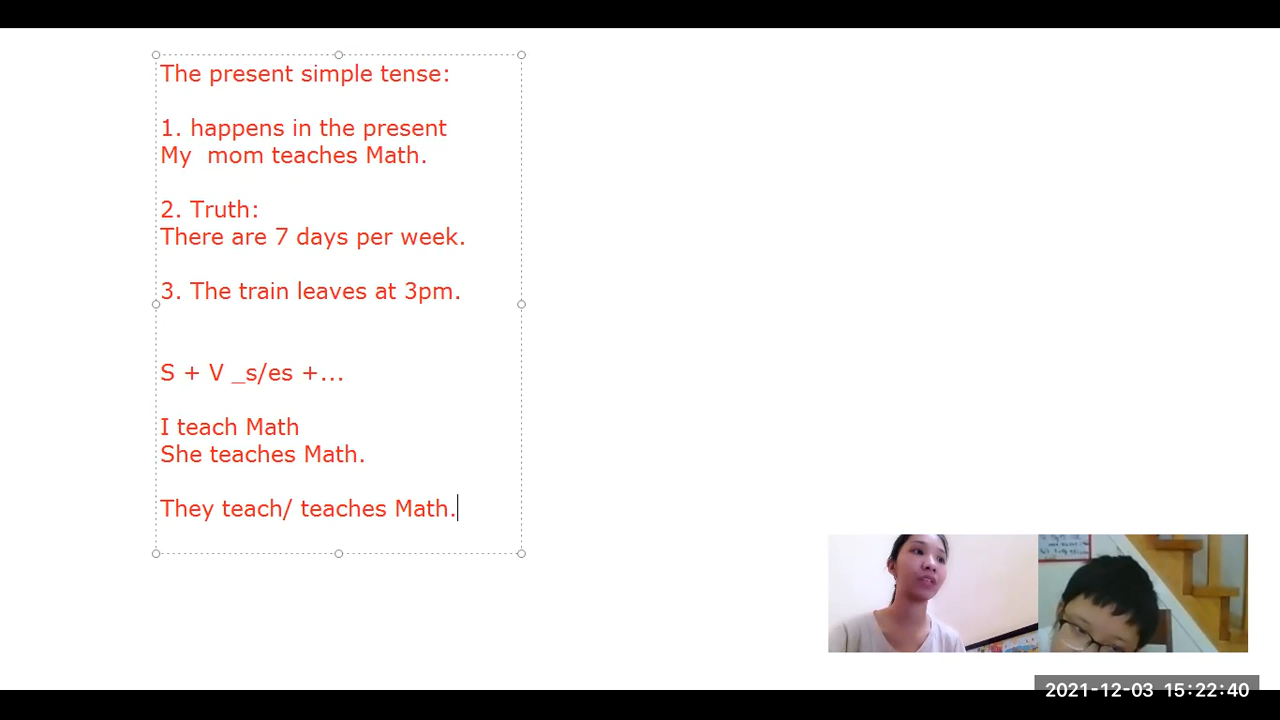 The present simple tense:
1. happens in the present
My  mom teaches Math.
2. Truth:
There are 7 days per week.
3. The train leaves at 3pm.
S + V _s/es +...
I teach Math
She teaches Math.
They teach/ teaches Math.
2021-12-03 15:22:40